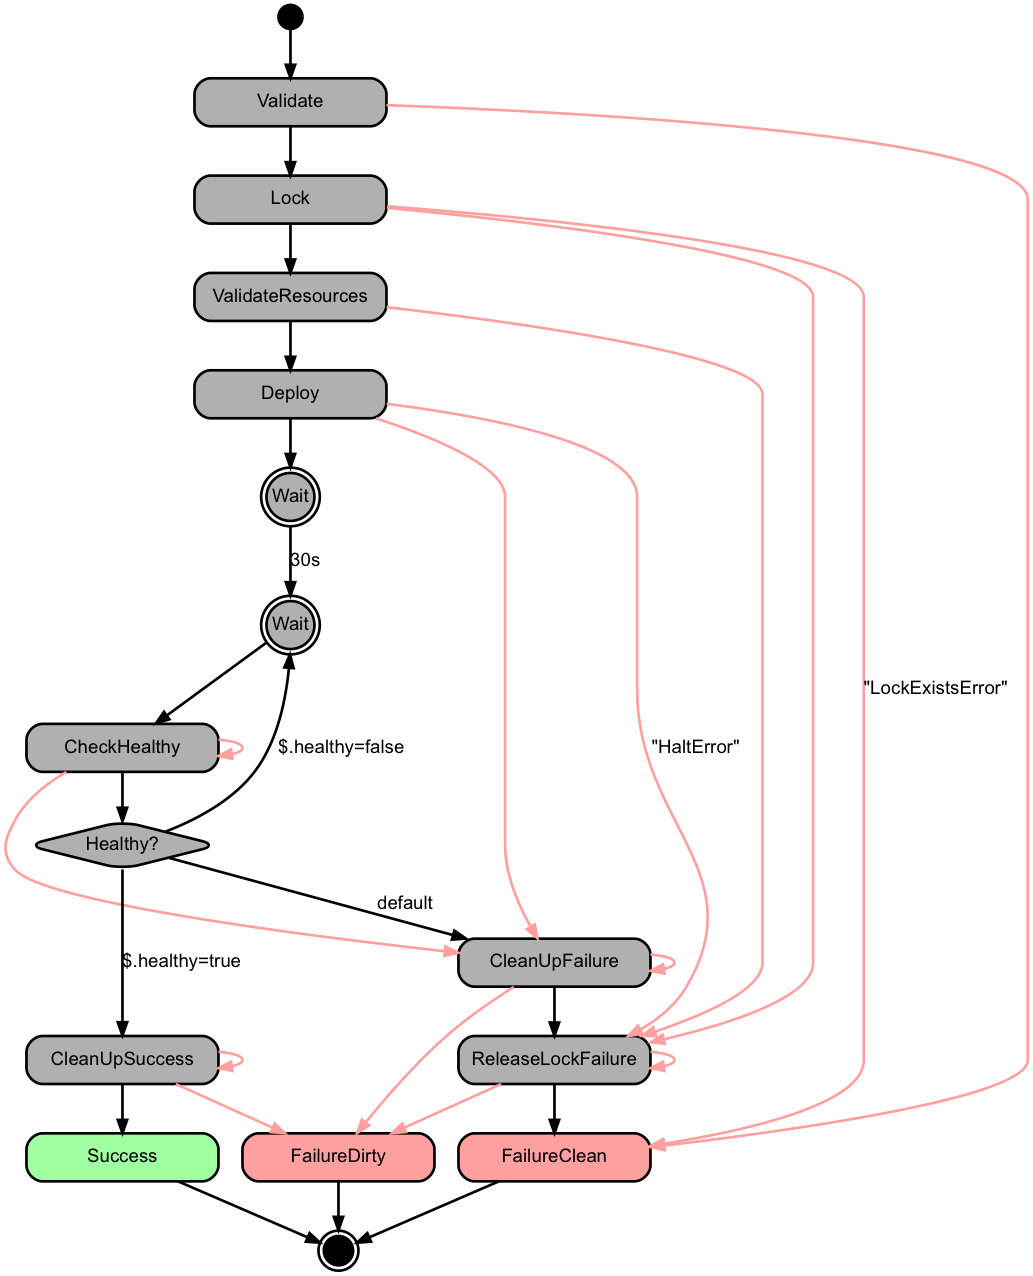 Validate
Lock
ValidateResources
Deploy
Wait
30s
Wait
"LockExistsError"
CheckHealthy
$.healthy=false
"HaltError"
Healthy?
default
$.healthy=true
CleanUpFailure
CleanUpSuccess
ReleaseLockFailure
Success
FailureDirty
FailureClean